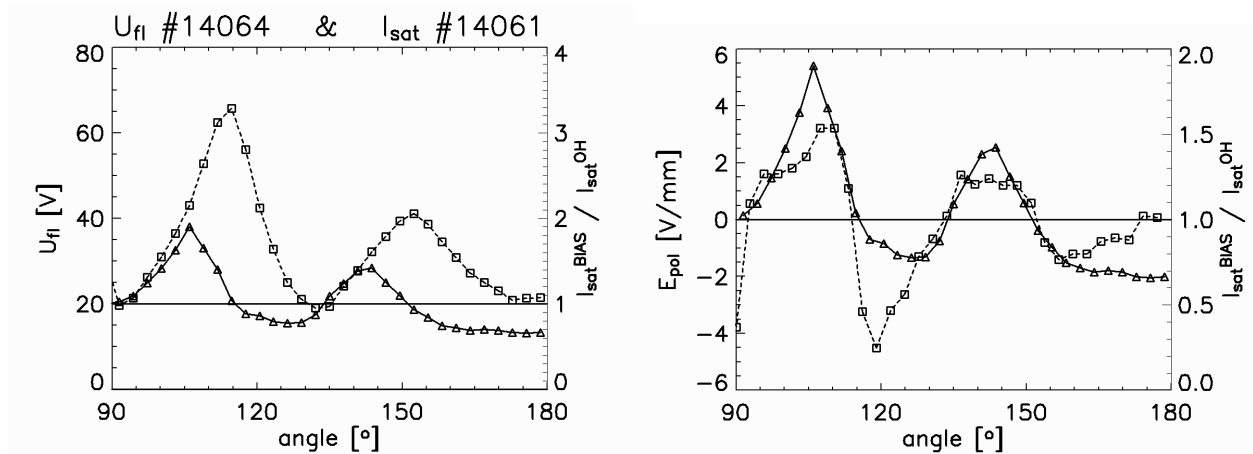 U_fl #14064 & I_sat #14061
80
60
40
20
0
U_fl [V]
4
3
2
1
0
I_sat^BIAS / I_sat^OH
90 120 150 180
angle [°]
6
4
2
0
−2
−4
−6
E_pol [V/mm]
2.0
1.5
1.0
0.5
0.0
I_sat^BIAS / I_sat^OH
90 120 150 180
angle [°]